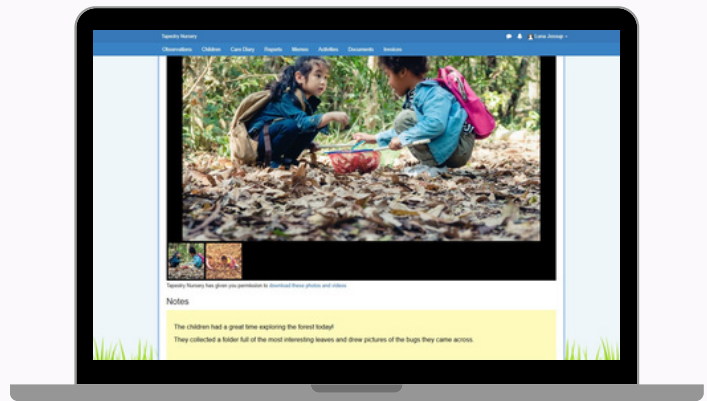 Tapestry Nursery
Luna Jessop
Observations Children Care Diary Reports Memos Activities Documents Invoices
Tapestry Nursery has given you permission to download these photos and videos.
Notes
The children had a great time exploring the forest today!
They collected a folder full of the most interesting leaves and drew pictures of the bugs they came across.